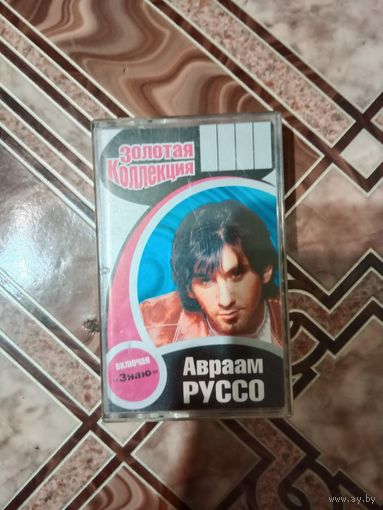 Золотая
Коллекция
включая
„Знаю“
Авраам
РУССО
www.ay.by